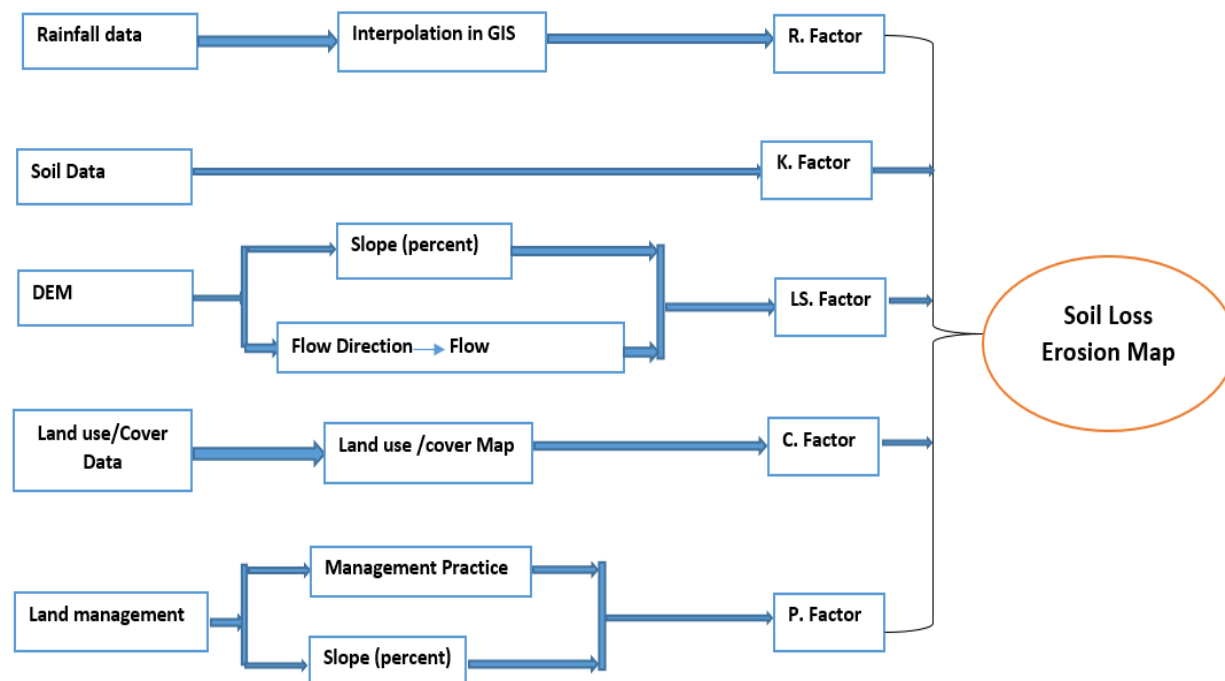 Rainfall data
Interpolation in GIS
R. Factor
Soil Data
K. Factor
Slope (percent)
DEM
LS. Factor
Flow Direction Flow
Soil Loss
Erosion Map
Land use/Cover
Data
Land use /cover Map
C. Factor
Management Practice
Land management
P. Factor
Slope (percent)